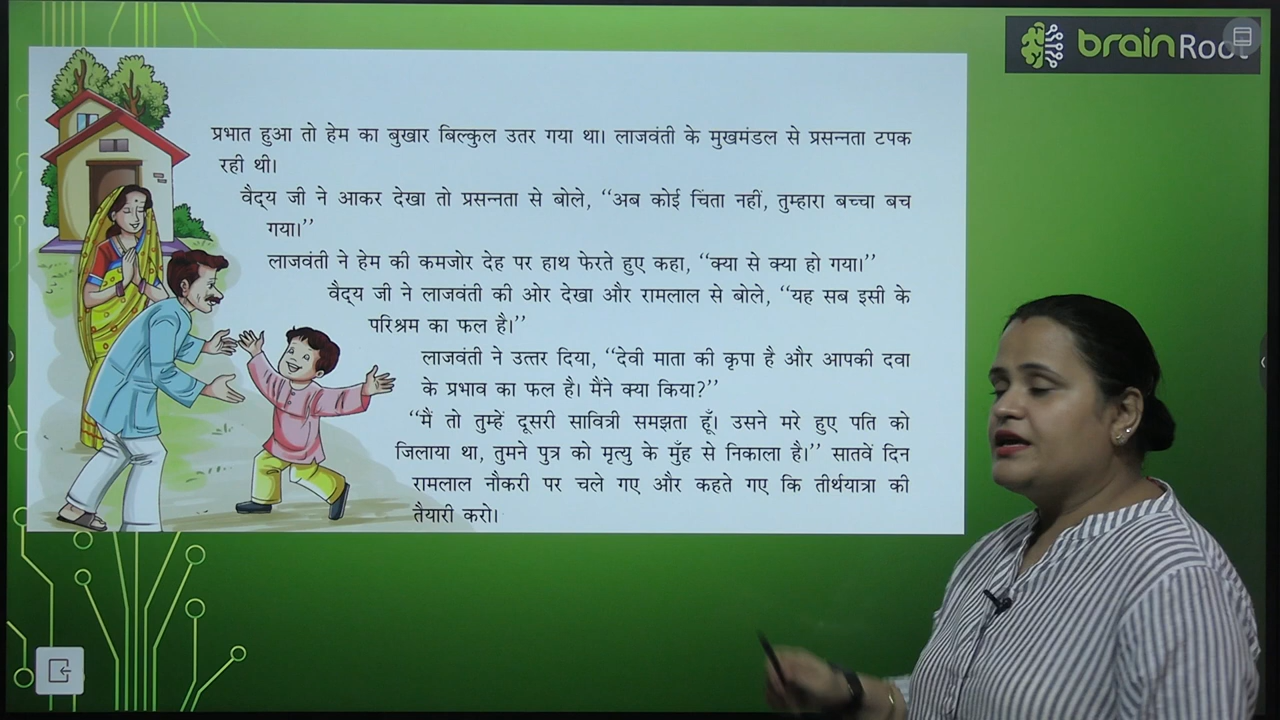 brainRoot
प्रभात हुआ तो हेम का बुखार बिल्कुल उतर गया था। लाजवंती के मुखमंडल से प्रसन्नता टपक
रही थी।
वैद्‌य जी ने आकर देखा तो प्रसन्नता से बोले, ‘‘अब कोई चिंता नहीं, तुम्हारा बच्चा बच
गया।’’
लाजवंती ने हेम की कमजोर देह पर हाथ फेरते हुए कहा, ‘‘क्या से क्या हो गया।’’
वैद्‌य जी ने लाजवंती की ओर देखा और रामलाल से बोले, ‘‘यह सब इसी के
परिश्रम का फल है।’’
लाजवंती ने उत्तर दिया, ‘‘देवी माता की कृपा है और आपकी दवा
के प्रभाव का फल है। मैंने क्या किया?’’
‘‘मैं तो तुम्हें दूसरी सावित्री समझता हूँ। उसने मरे हुए पति को
जिलाया था, तुमने पुत्र को मृत्यु के मुँह से निकाला है।’’ सातवें दिन
रामलाल नौकरी पर चले गए और कहते गए कि तीर्थयात्रा की
तैयारी करो।